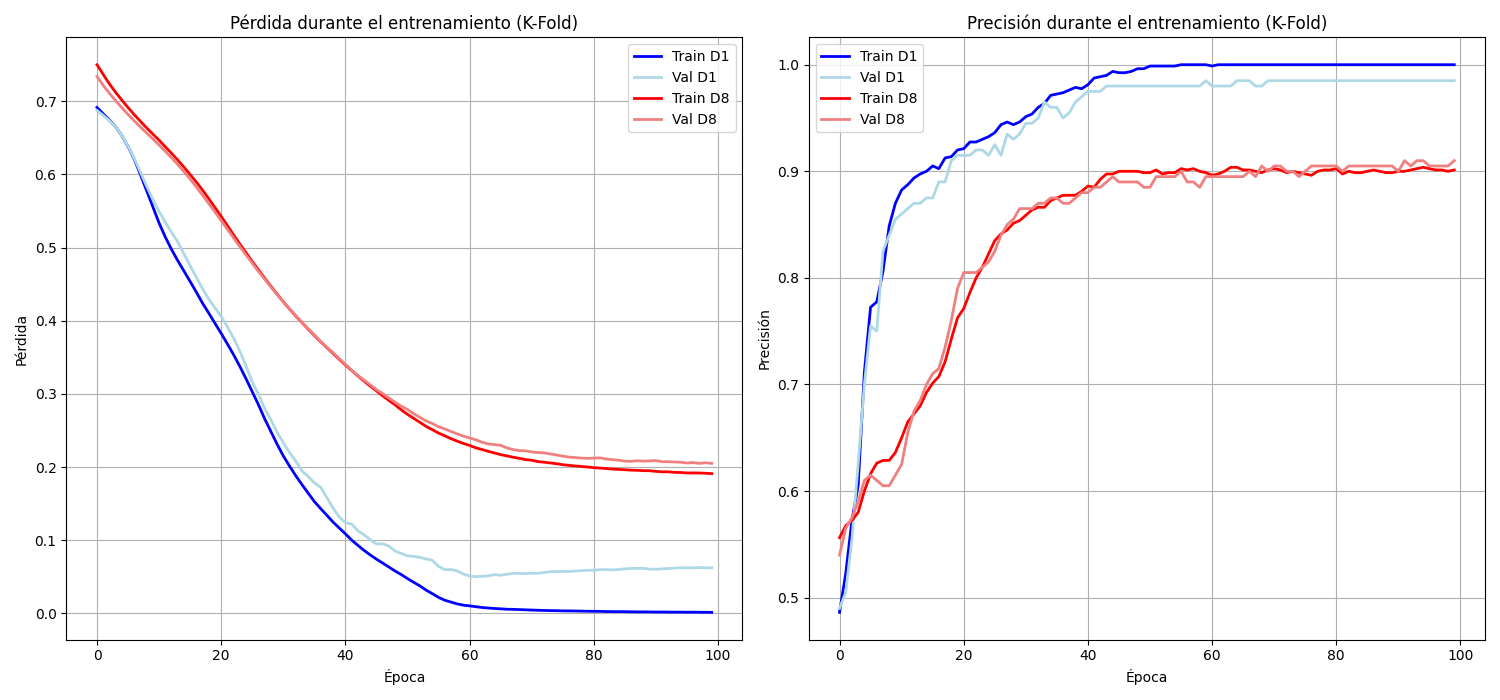 Pérdida durante el entrenamiento (K-Fold)
Train D1
Val D1
Train D8
Val D8
0.7
0.6
0.5
0.4
0.3
0.2
0.1
0.0
Pérdida
0
20
40
60
80
100
Época
Precisión durante el entrenamiento (K-Fold)
Train D1
Val D1
Train D8
Val D8
1.0
0.9
0.8
0.7
0.6
0.5
Precisión
0
20
40
60
80
100
Época